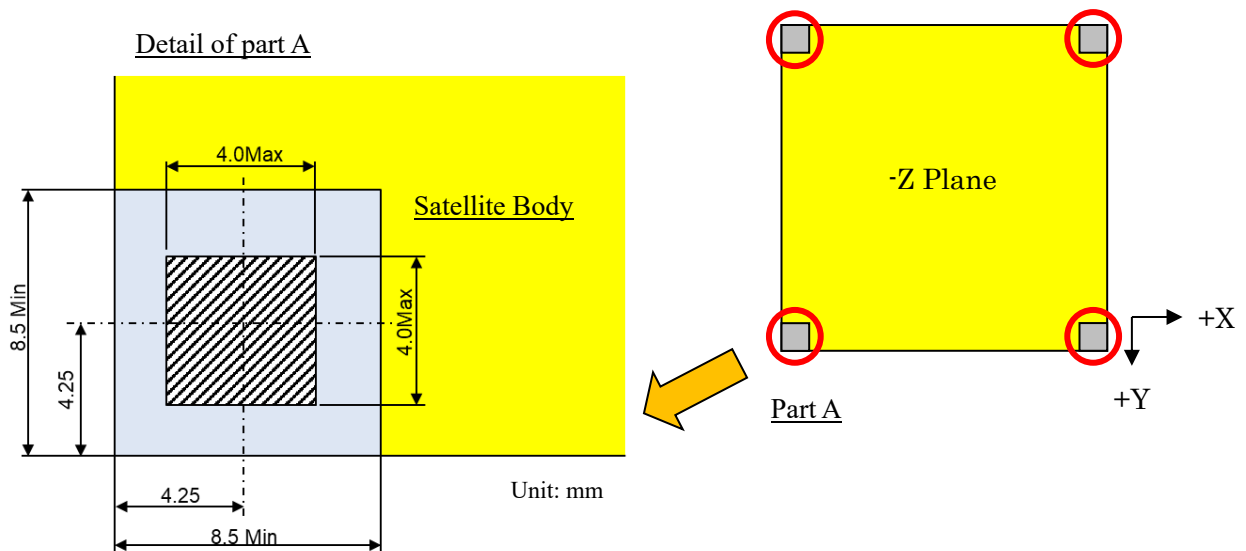 Detail of part A
4.0Max
-Z Plane
Satellite Body
8.5 Min
4.0Max
4.25
+X
+Y
Part A
4.25
Unit: mm
8.5 Min